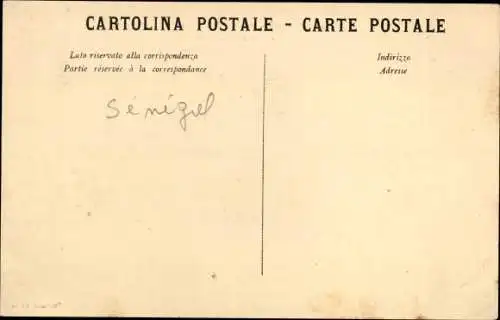 CARTOLINA POSTALE - CARTE POSTALE
Lato riservato alla corrispondenza
Partie réservée à la correspondance
Indirizzo
Adresse
Sénégal